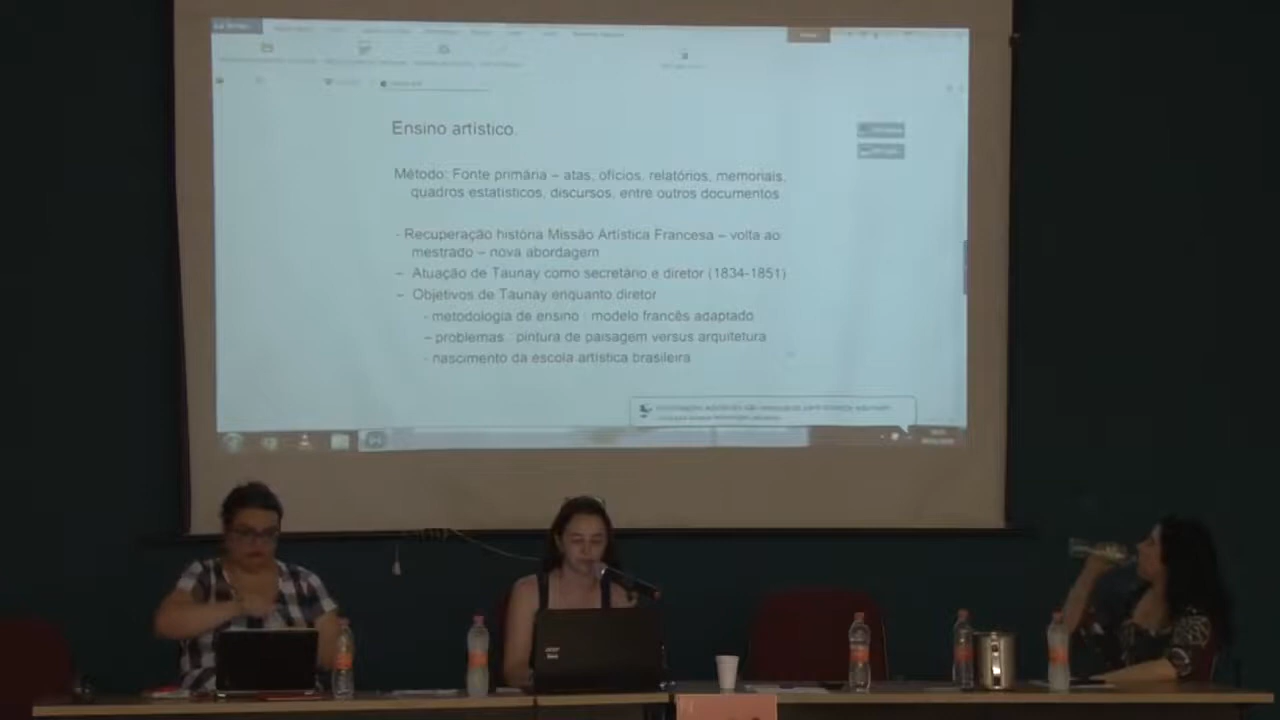 Ensino artístico.
Método: Fonte primária – atas, ofícios, relatórios, memoriais,
quadros estatísticos, discursos, entre outros documentos
- Recuperação história Missão Artística Francesa – volta ao
mestrado – nova abordagem
– Atuação de Taunay como secretário e diretor (1834-1851)
– Objetivos de Taunay enquanto diretor
- metodologia de ensino : modelo francês adaptado
– problemas : pintura de paisagem versus arquitetura
- nascimento da escola artística brasileira
acer